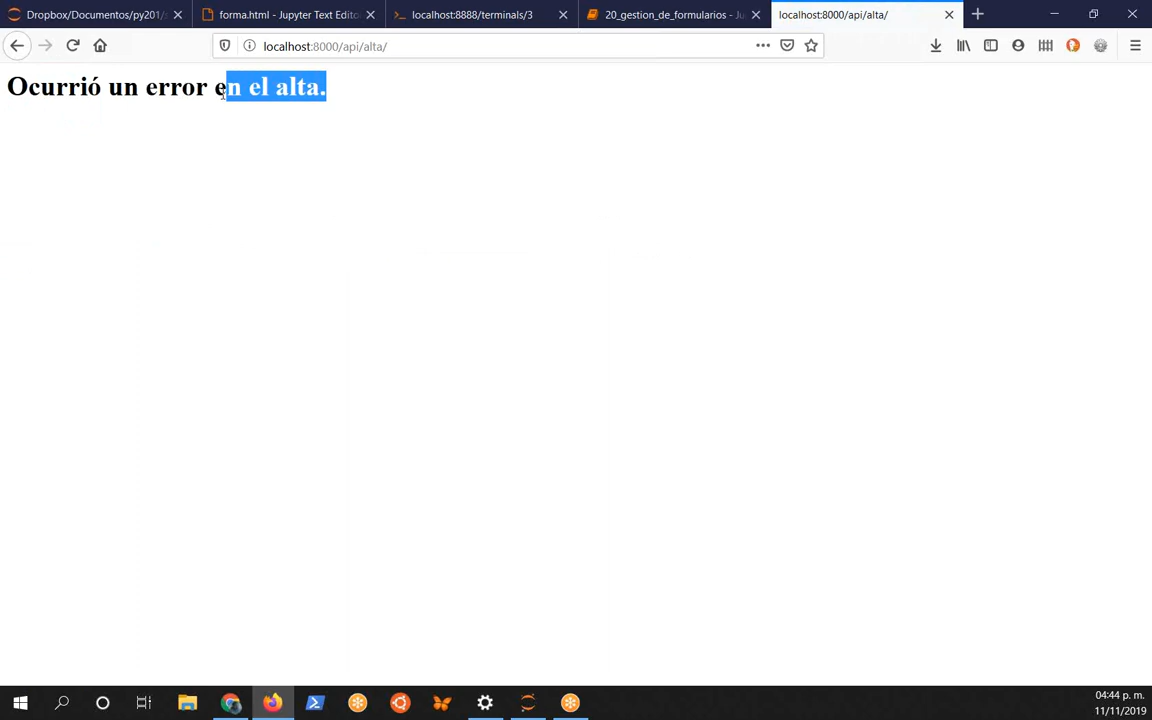 Dropbox/Documentos/py201/
forma.html - Jupyter Text Edito
localhost:8888/terminals/3
20_gestion_de_formularios - Ju
localhost:8000/api/alta/
localhost:8000/api/alta/
Ocurrió un error en el alta.
04:44 p. m.
11/11/2019